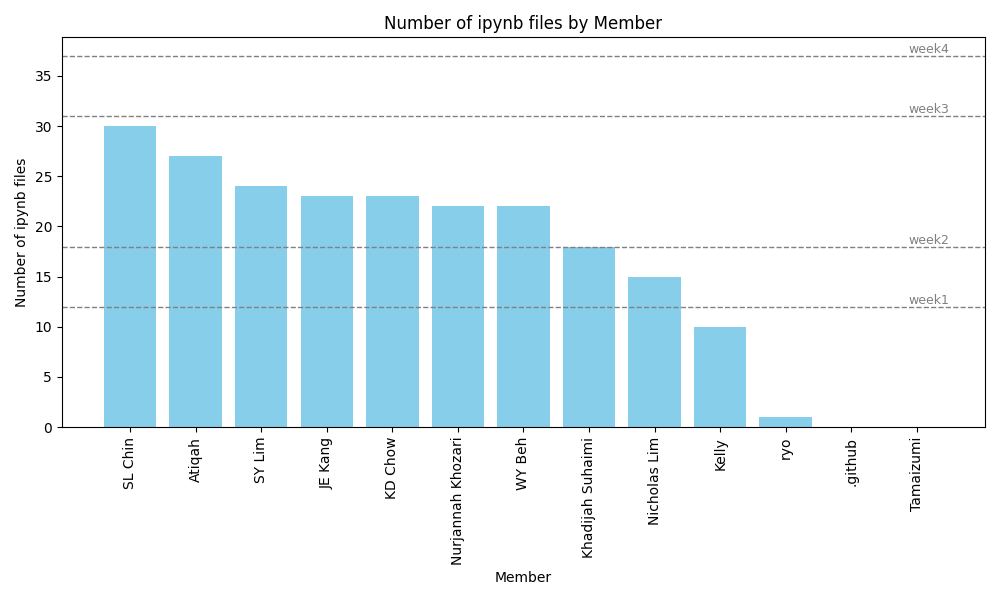 Number of ipynb files by Member
Number of ipynb files
35
30
25
20
15
10
5
0
week4
week3
week2
week1
SL Chin
Atiqah
SY Lim
JE Kang
KD Chow
Nurjannah Khozari
WY Beh
Khadijah Suhaimi
Nicholas Lim
Kelly
ryo
.github
Tamaizumi
Member